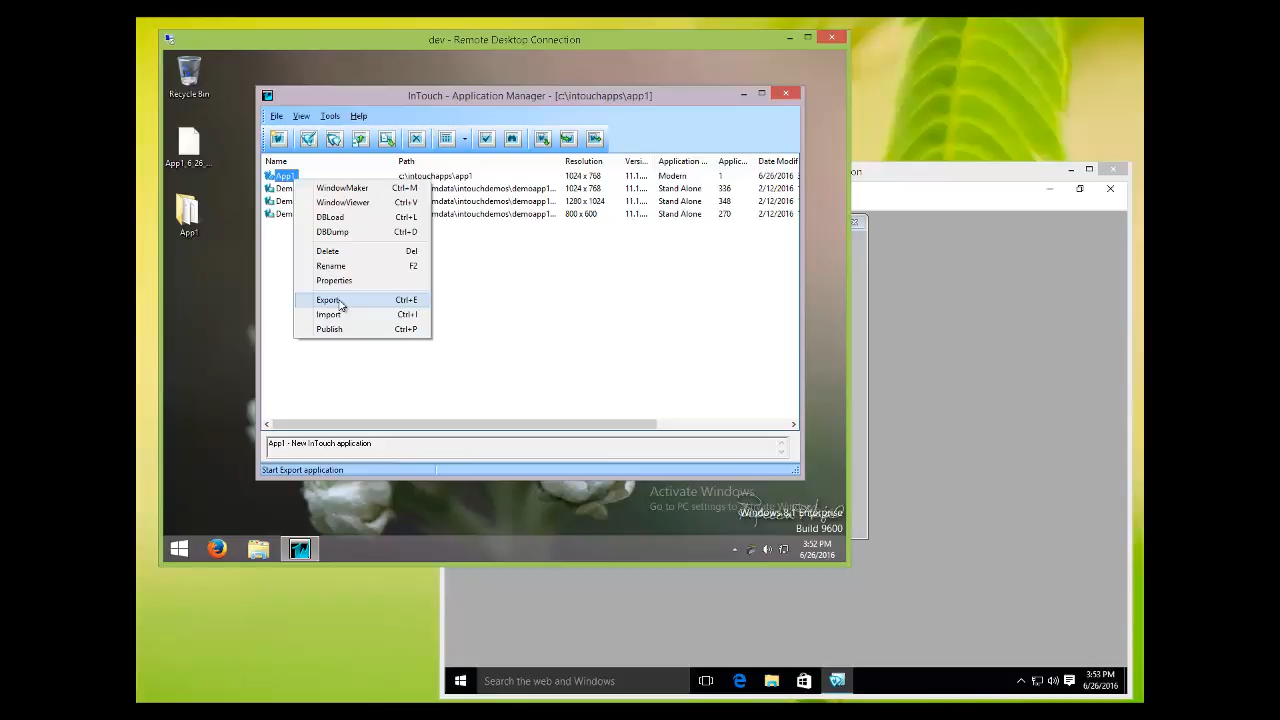 dev - Remote Desktop Connection
Recycle Bin
App1_6_26_...
App1
InTouch - Application Manager - [c:\intouchapps\app1]
File View Tools Help
Name Path Resolution Versi... Application ... Applic... Date Modif
App1 c:\intouchapps\app1 1024 x 768 11.1.... Modern 1 6/26/2016
Dem mdata\intouchdemos\demoapp1... 1024 x 768 11.1.... Stand Alone 336 2/12/2016
Dem mdata\intouchdemos\demoapp1... 1280 x 1024 11.1.... Stand Alone 348 2/12/2016
Dem mdata\intouchdemos\demoapp1... 800 x 600 11.1.... Stand Alone 270 2/12/2016
WindowMaker Ctrl+M
WindowViewer Ctrl+V
DBLoad Ctrl+L
DBDump Ctrl+D
Delete Del
Rename F2
Properties
Export Ctrl+E
Import Ctrl+I
Publish Ctrl+P
App1 - New InTouch application
Start Export application
Activate Windows
Go to PC settings to Activate
Windows 8.1 Enterprise
Build 9600
3:52 PM
6/26/2016
on
Search the web and Windows
3:53 PM
6/26/2016